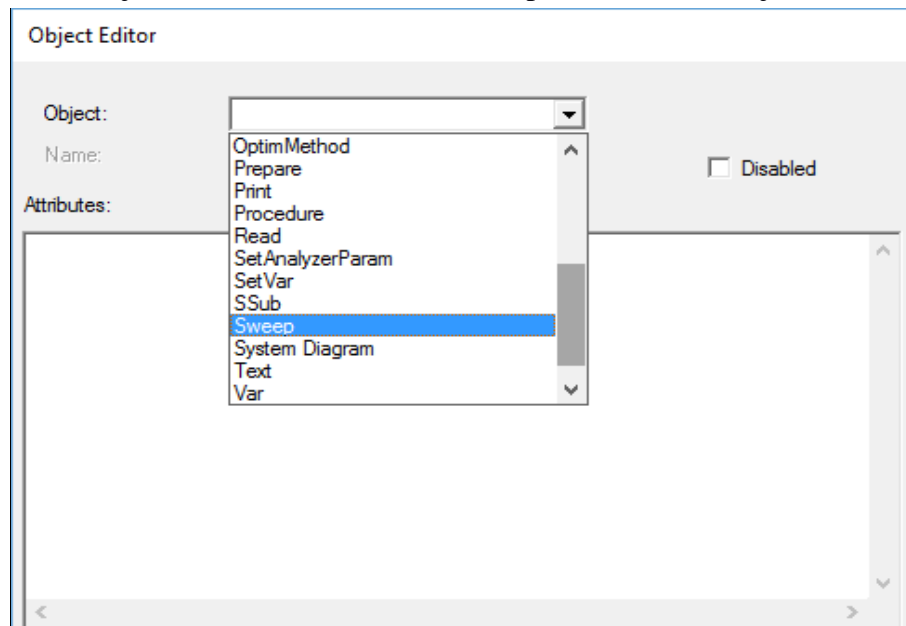 Object Editor
Object:
Name:
OptimMethod
Prepare
Print
Procedure
Read
SetAnalyzerParam
SetVar
SSub
Sweep
System Diagram
Text
Var
Disabled
Attributes: